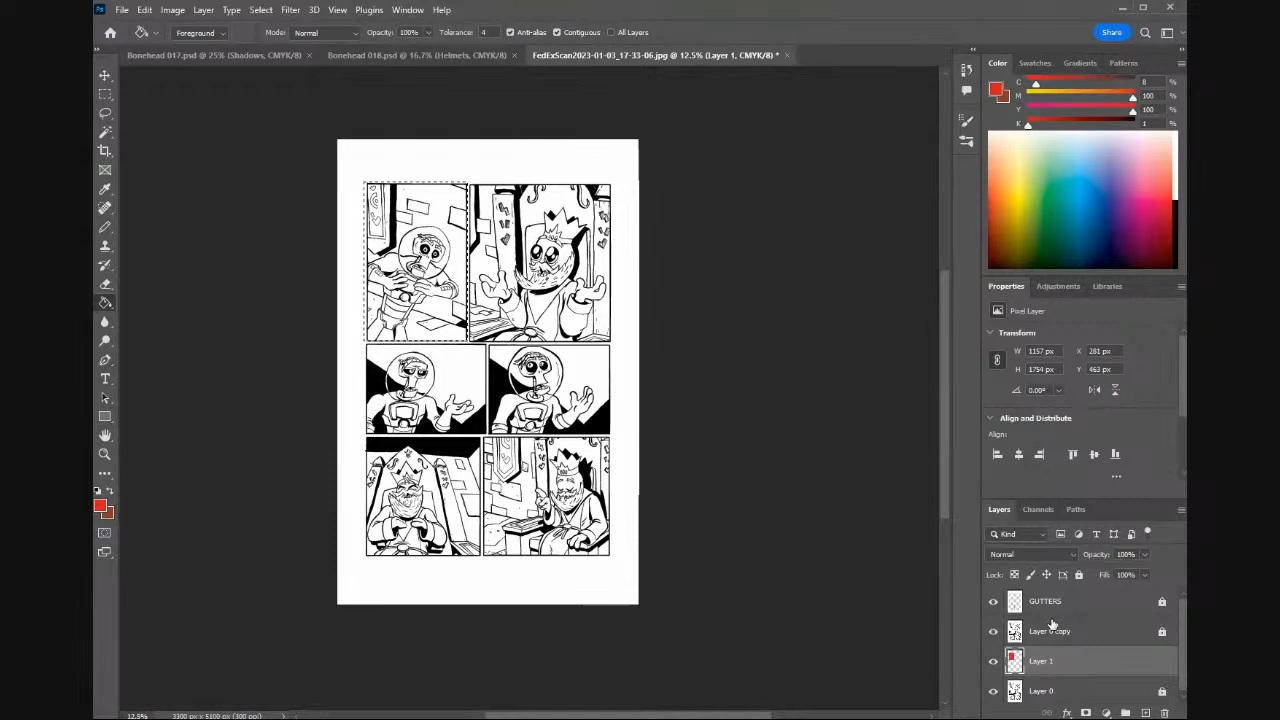 File Edit Image Layer Type Select Filter 3D View Plugins Window Help
Foreground Mode: Normal Opacity: 100% Tolerance: 4 Anti-alias Contiguous All Layers Share
Bonehead 017.psd @ 25% (Shadows, CMYK/8) Bonehead 018.psd @ 16.7% (Helmets, CMYK/8) FedExScan2023-01-03_17-33-06.jpg @ 12.5% (Layer 1, CMYK/8) *
Color Swatches Gradients Patterns
C 8 %
M 100 %
Y 100 %
K 1 %
Properties Adjustments Libraries
Pixel Layer
Transform
W 1157 px X 281 px
H 1754 px Y 463 px
0.00°
Align and Distribute
Align:
Layers Channels Paths
Kind
Normal Opacity: 100%
Lock: Fill: 100%
GUTTERS
Layer 0 copy
Layer 1
Layer 0
12.5% 3300 px x 5100 px (300 ppi)